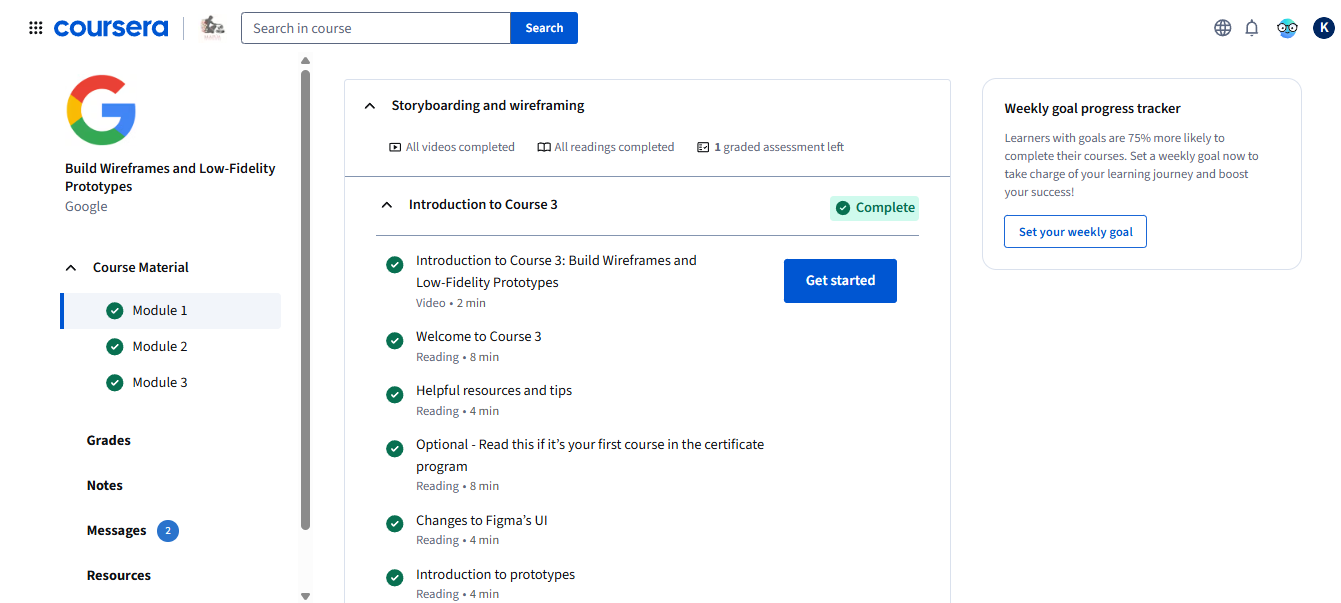 coursera
Search in course
Search
K
Build Wireframes and Low-Fidelity
Prototypes
Google
Course Material
Module 1
Module 2
Module 3
Grades
Notes
Messages 2
Resources
Storyboarding and wireframing
All videos completed
All readings completed
1 graded assessment left
Introduction to Course 3
Complete
Introduction to Course 3: Build Wireframes and
Low-Fidelity Prototypes
Video • 2 min
Get started
Welcome to Course 3
Reading • 8 min
Helpful resources and tips
Reading • 4 min
Optional - Read this if it’s your first course in the certificate
program
Reading • 8 min
Changes to Figma’s UI
Reading • 4 min
Introduction to prototypes
Reading • 4 min
Weekly goal progress tracker
Learners with goals are 75% more likely to
complete their courses. Set a weekly goal now to
take charge of your learning journey and boost
your success!
Set your weekly goal